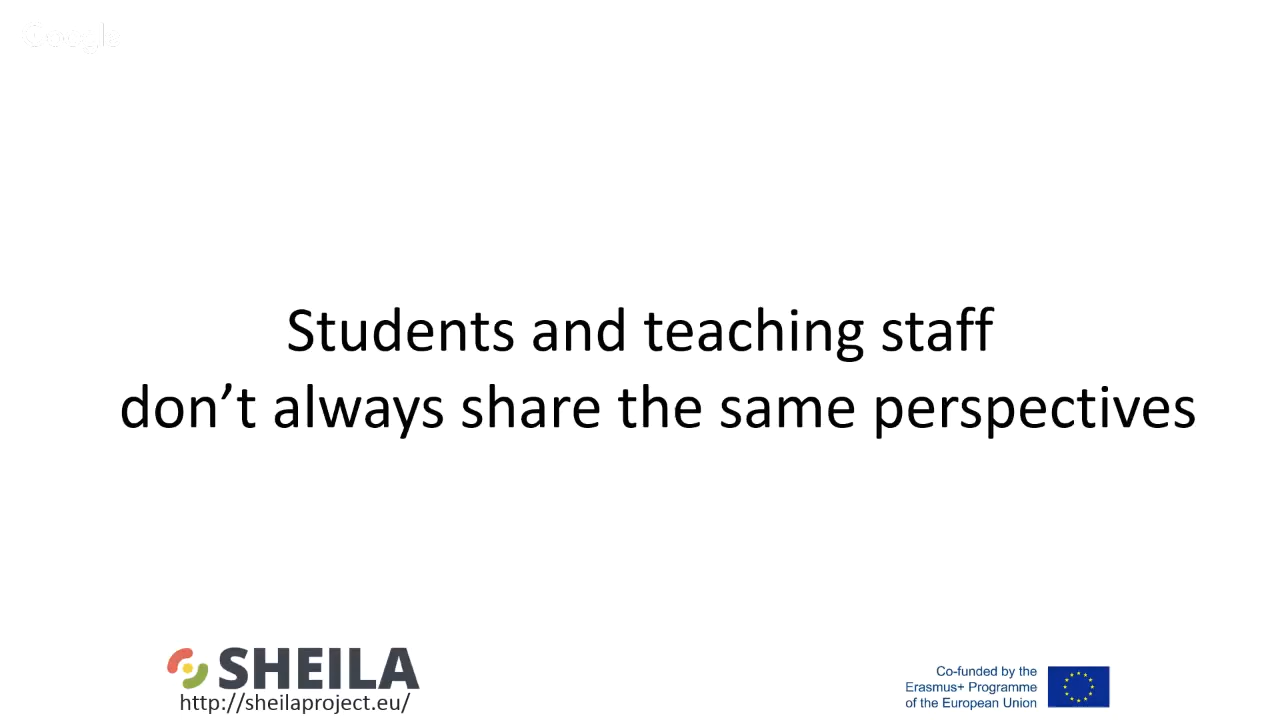 Google
Students and teaching staff
don’t always share the same perspectives
SHEILA
http://sheilaproject.eu/
Co-funded by the
Erasmus+ Programme
of the European Union